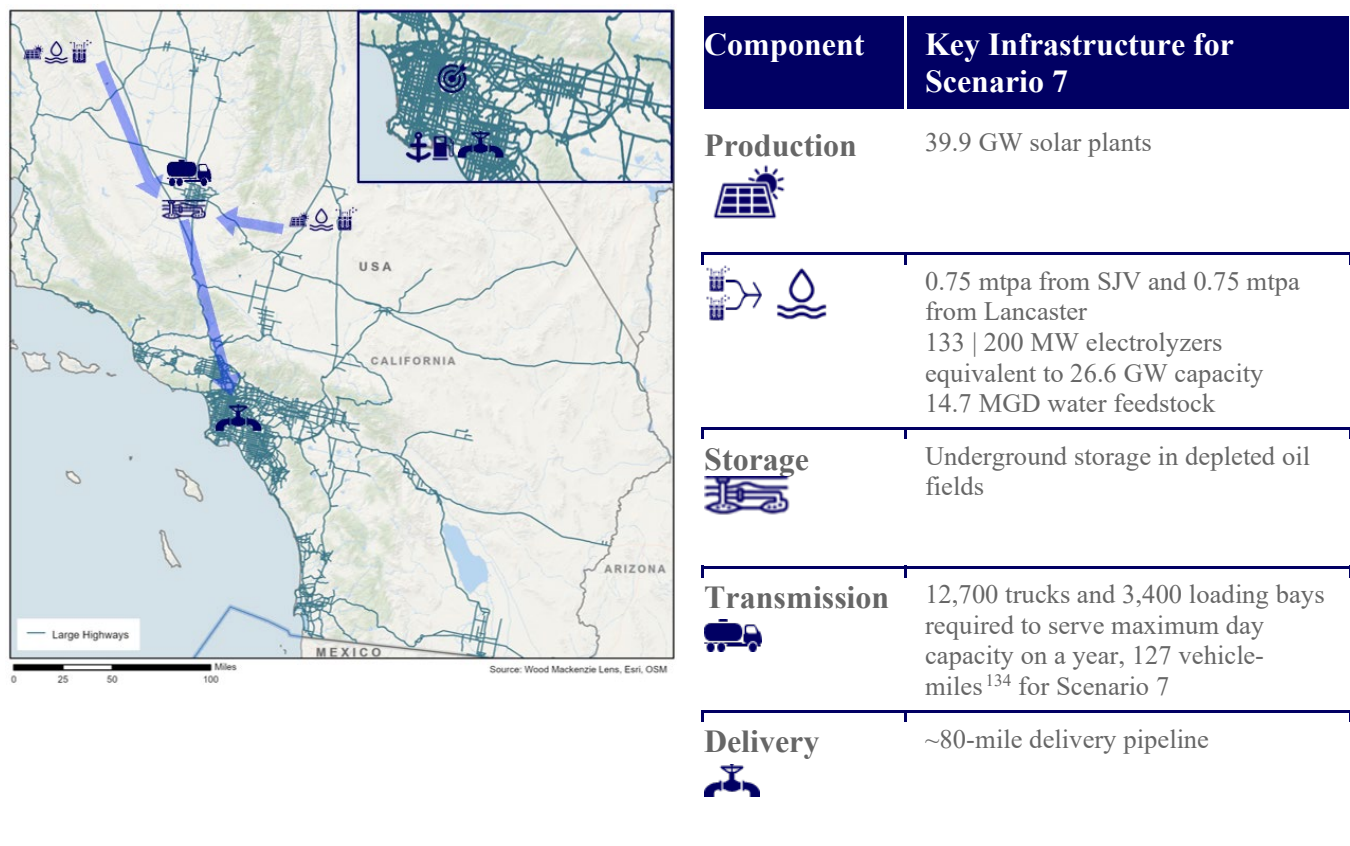 USA
CALIFORNIA
ARIZONA
MEXICO
Large Highways
Miles
0 25 50 100
Source: Wood Mackenzie Lens, Esri, OSM
Component
Key Infrastructure for
Scenario 7
Production
39.9 GW solar plants
0.75 mtpa from SJV and 0.75 mtpa
from Lancaster
133 | 200 MW electrolyzers
equivalent to 26.6 GW capacity
14.7 MGD water feedstock
Storage
Underground storage in depleted oil
fields
Transmission
12,700 trucks and 3,400 loading bays
required to serve maximum day
capacity on a year, 127 vehicle-
miles134 for Scenario 7
Delivery
~80-mile delivery pipeline